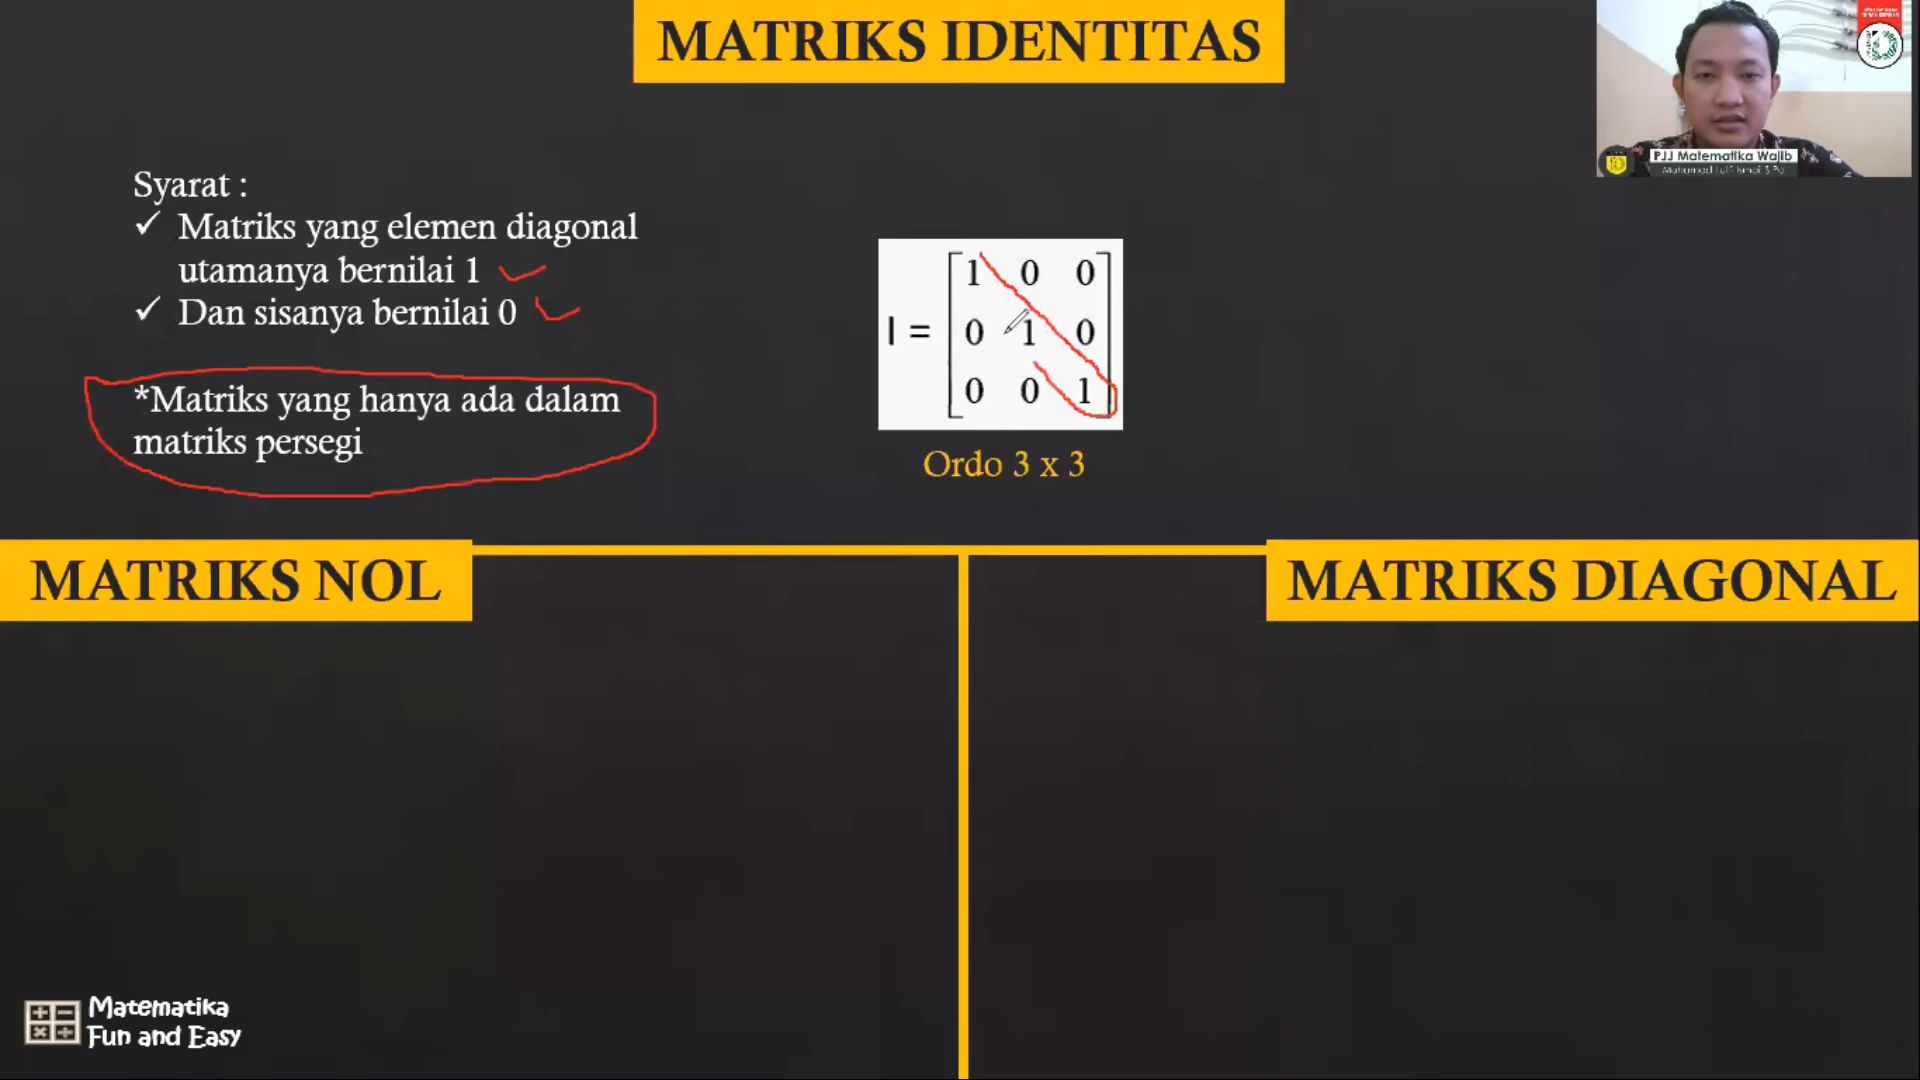 MATRIKS IDENTITAS
PJJ Matematika Wajib
Syarat :
✓ Matriks yang elemen diagonal
utamanya bernilai 1
✓ Dan sisanya bernilai 0
*Matriks yang hanya ada dalam
matriks persegi
1 0 0
I = 0 1 0
0 0 1
Ordo 3 x 3
MATRIKS NOL
MATRIKS DIAGONAL
Matematika
Fun and Easy